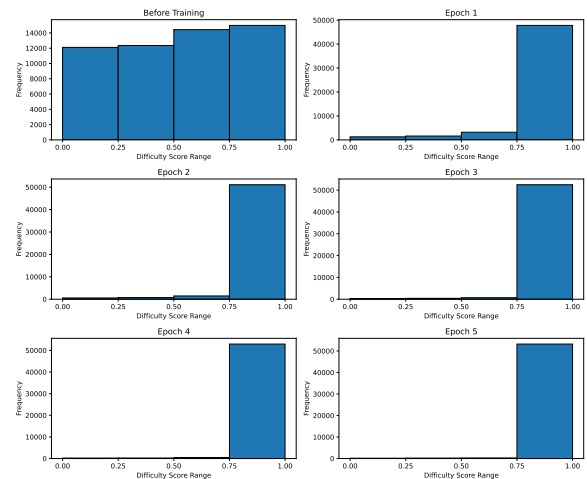 Before Training
14000
12000
10000
8000
6000
4000
2000
0
Frequency
0.00 0.25 0.50 0.75 1.00
Difficulty Score Range
Epoch 1
50000
40000
30000
20000
10000
0
Frequency
0.00 0.25 0.50 0.75 1.00
Difficulty Score Range
Epoch 2
50000
40000
30000
20000
10000
0
Frequency
0.00 0.25 0.50 0.75 1.00
Difficulty Score Range
Epoch 3
50000
40000
30000
20000
10000
0
Frequency
0.00 0.25 0.50 0.75 1.00
Difficulty Score Range
Epoch 4
50000
40000
30000
20000
10000
0
Frequency
0.00 0.25 0.50 0.75 1.00
Difficulty Score Range
Epoch 5
50000
40000
30000
20000
10000
0
Frequency
0.00 0.25 0.50 0.75 1.00
Difficulty Score Range